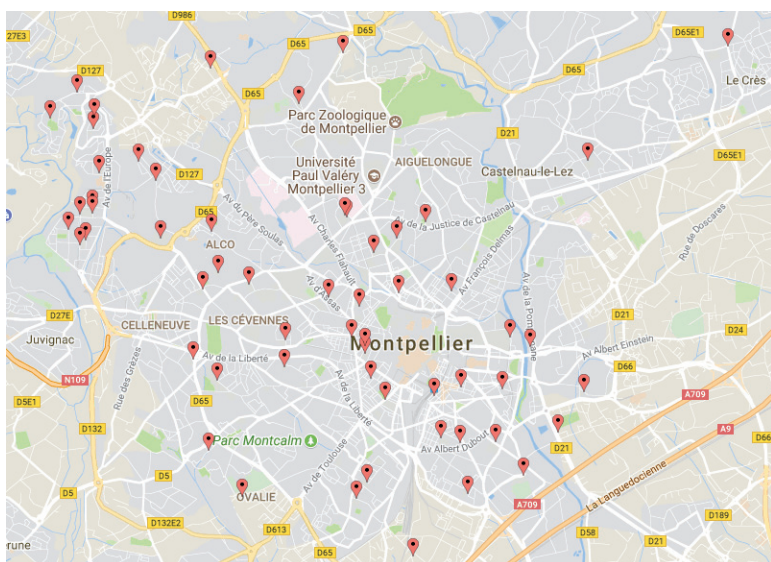 D986
D65
D65E1
27E3
D65
D127
D65
Le Crès
D65
Parc Zoologique
de Montpellier
D21
D65E1
Université
Paul Valéry
Montpellier 3
AIGUELONGUE
Castelnau-le-Lez
Av de l'Europe
D127
D65
Av du Père Soulas
Av Charles Flahault
Av de la Justice de Castelnau
Rue de Doscares
ALCO
Av François Delmas
Av d'Assas
D27E
CELLENEUVE
LES CÉVENNES
D21
D24
Juvignac
Av de la Liberté
Montpellier
Av de la Pompignane
Av Albert Einstein
D66
N109
Rue des Grèzes
D65
Av de la Liberté
A709
D5E1
D132
Parc Montcalm
Av de Toulouse
Av Albert Dubout
D21
A9
D66
D5
D5
OVALIE
La Languedocienne
A709
D132E2
D613
D189
D58
D21
D65